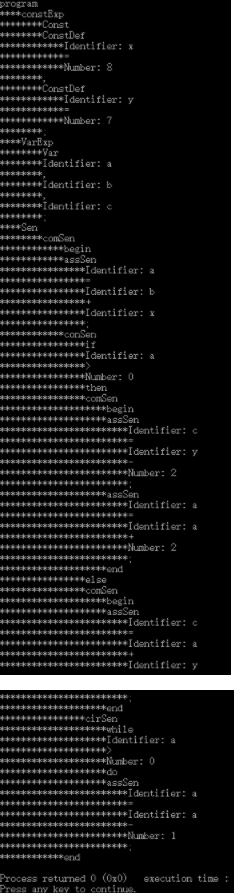 program
****constExp
********Const
********ConstDef
************Identifier: x
************=
************Number: 8
********,
********ConstDef
************Identifier: y
************=
************Number: 7
********;
****VarExp
********Var
********Identifier: a
********,
********Identifier: b
********,
********Identifier: c
********;
****Sen
********comSen
************begin
************assSen
****************Identifier: a
****************=
****************Identifier: b
****************+
****************Identifier: x
****************;
************conSen
****************if
****************Identifier: a
****************>
****************Number: 0
****************then
****************comSen
********************begin
********************assSen
************************Identifier: c
************************=
************************Identifier: y
************************-
************************Number: 2
************************;
********************assSen
************************Identifier: a
************************=
************************Identifier: a
************************+
************************Number: 2
************************;
********************end
****************else
****************comSen
********************begin
********************assSen
************************Identifier: c
************************=
************************Identifier: a
************************+
************************Identifier: y
************************;
********************end
****************cirSen
********************while
********************Identifier: a
********************>
********************Number: 0
********************do
********************assSen
************************Identifier: a
************************=
************************Identifier: a
************************-
************************Number: 1
************************;
************end
Process returned 0 (0x0)   execution time :
Press any key to continue.